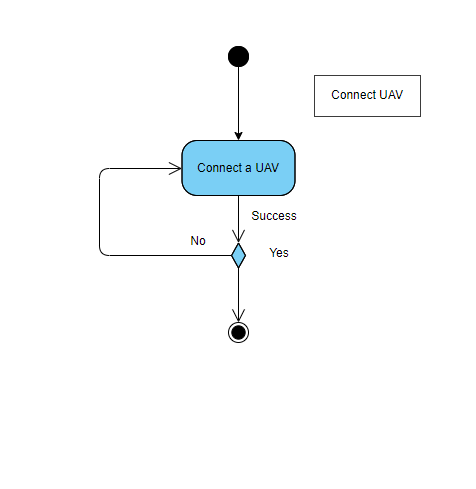 Connect UAV
Connect a UAV
Success
No
Yes